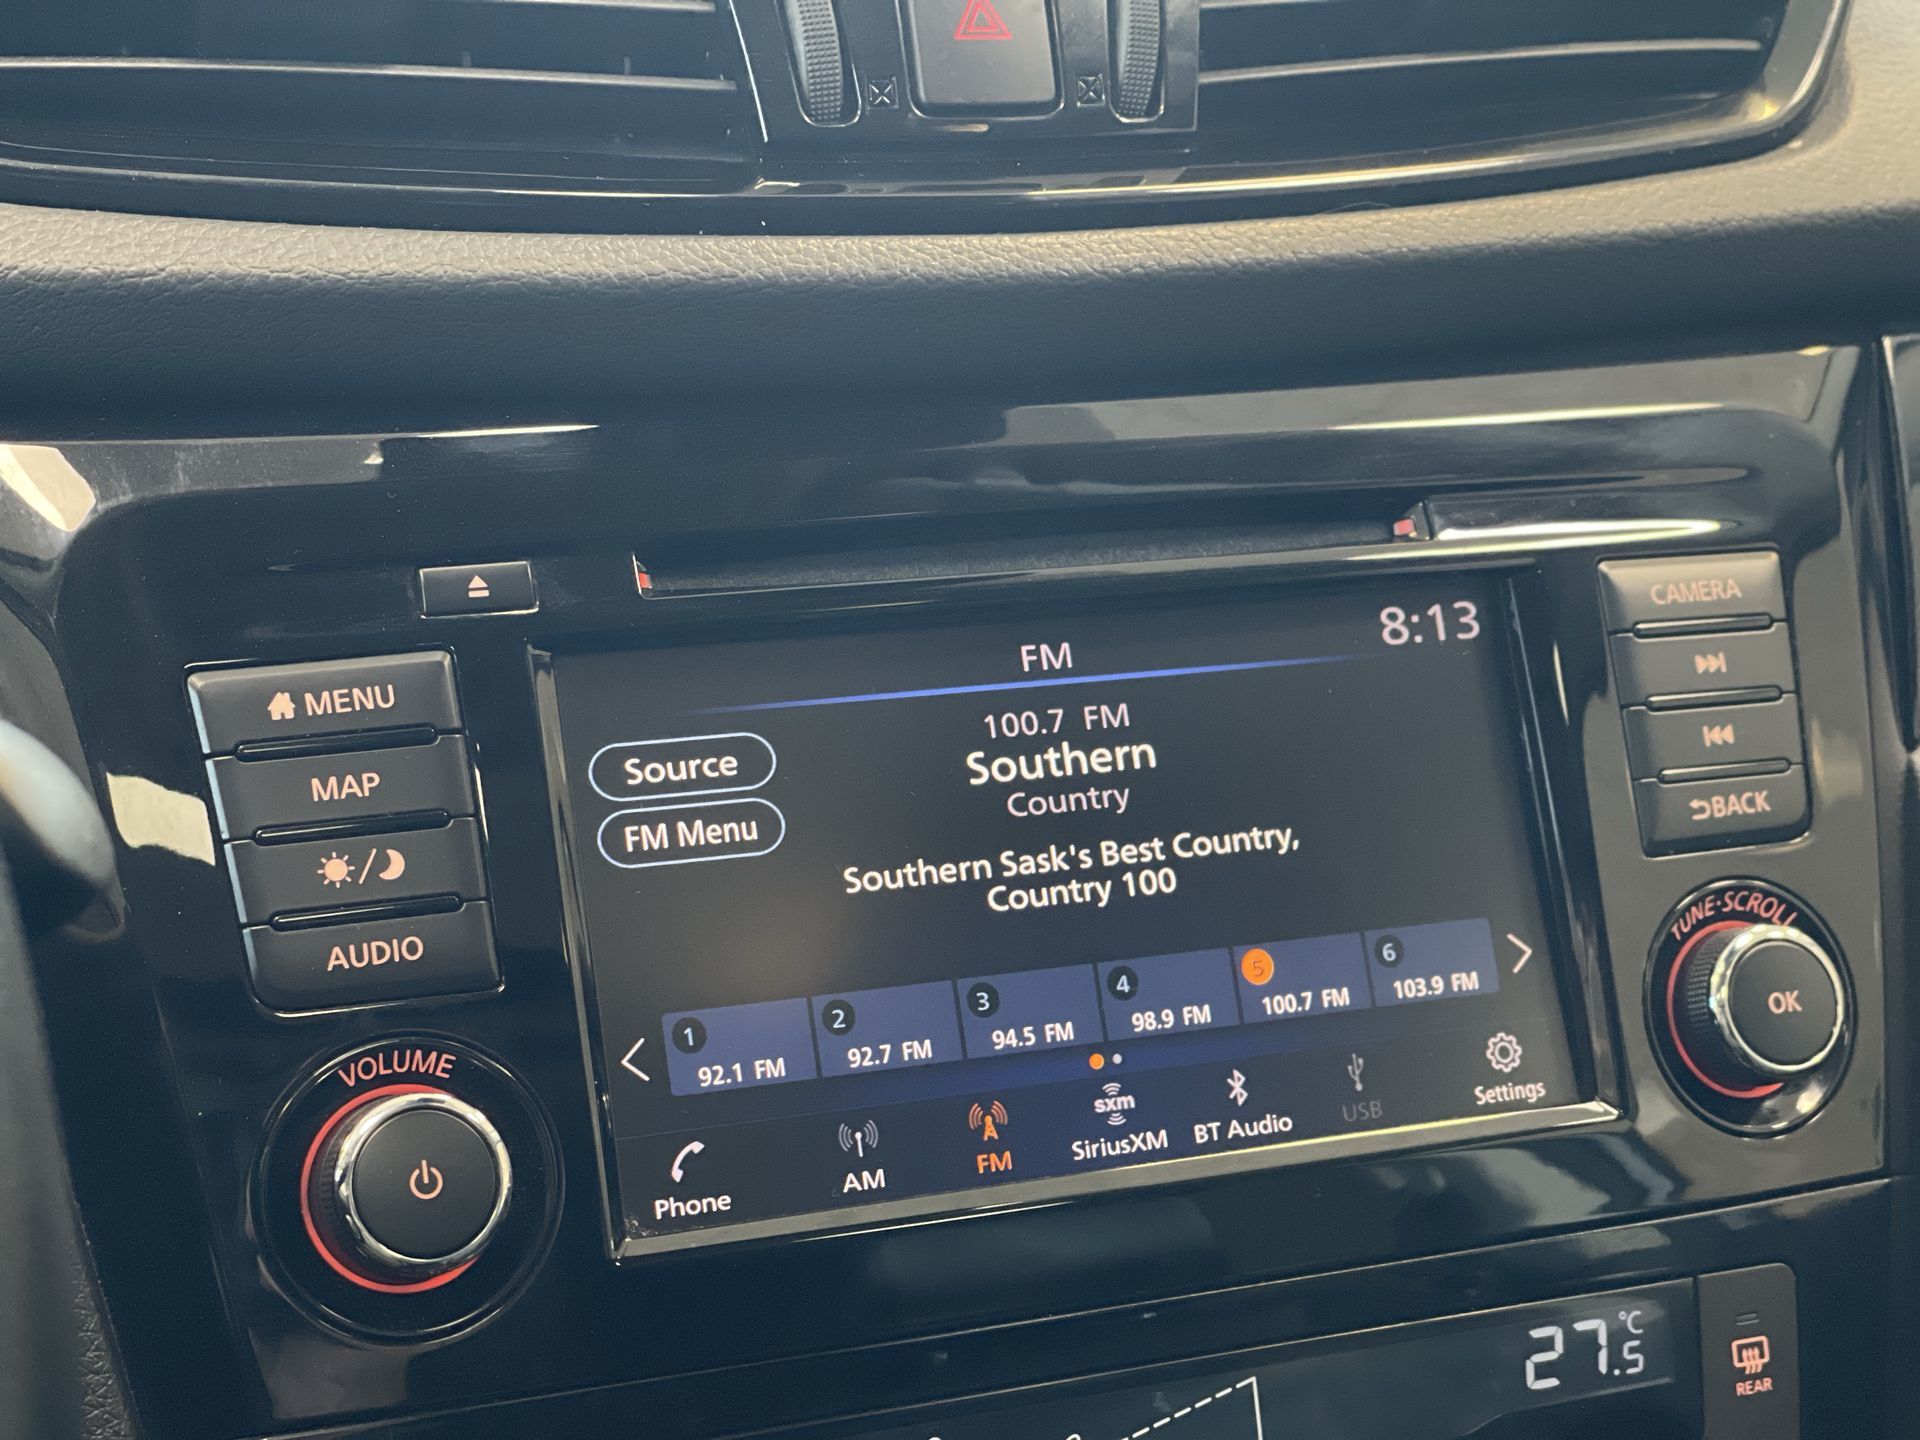 8:13
FM
100.7 FM
Southern
Country
Southern Sask's Best Country,
Country 100
Source
FM Menu
1
92.1 FM
2
92.7 FM
3
94.5 FM
4
98.9 FM
5
100.7 FM
6
103.9 FM
Phone
AM
FM
sxm
SiriusXM
BT Audio
USB
Settings
MENU
MAP
/
AUDIO
VOLUME
CAMERA
BACK
TUNE·SCROLL
OK
27.5 °C
REAR